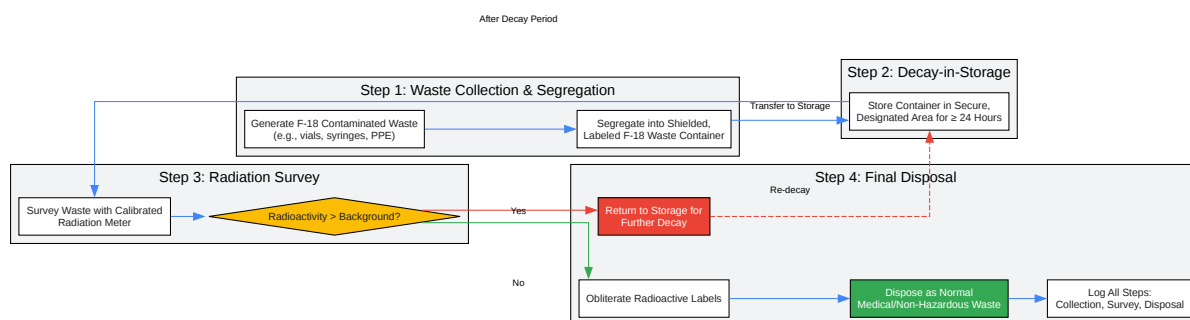 After Decay Period
Step 2: Decay-in-Storage
Step 1: Waste Collection & Segregation
Transfer to Storage
Store Container in Secure,
Designated Area for ≥ 24 Hours
Generate F-18 Contaminated Waste
(e.g., vials, syringes, PPE)
Segregate into Shielded,
Labeled F-18 Waste Container
Step 3: Radiation Survey
Step 4: Final Disposal
Re-decay
Survey Waste with Calibrated
Radiation Meter
Radioactivity > Background?
Yes
Return to Storage for
Further Decay
No
Obliterate Radioactive Labels
Dispose as Normal
Medical/Non-Hazardous Waste
Log All Steps:
Collection, Survey, Disposal